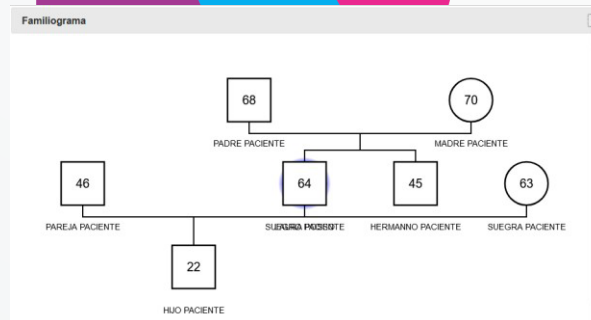 Familiograma
68
70
PADRE PACIENTE
MADRE PACIENTE
46
64
45
63
PAREJA PACIENTE
HERMANNO PACIENTE
SUEGRA PACIENTE
22
HIJO PACIENTE